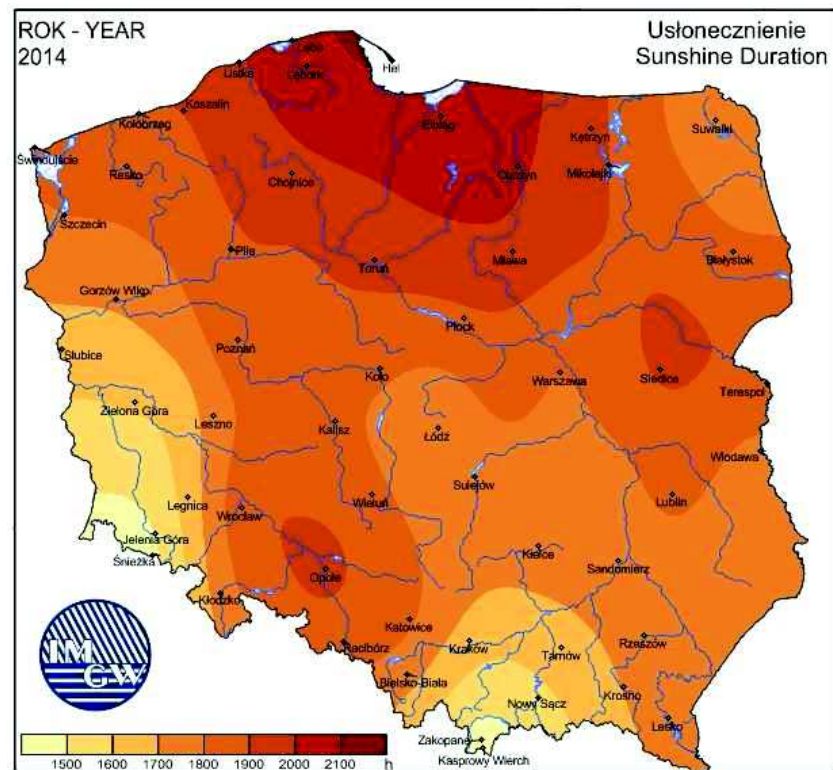 ROK - YEAR
2014
Usłonecznienie
Sunshine Duration
Łeba
Hel
Ustka
Lębork
Koszalin
Kołobrzeg
Elbląg
Suwałki
Kętrzyn
Świnoujście
Resko
Chojnice
Olsztyn
Mikołajki
Szczecin
Piła
Toruń
Mława
Białystok
Gorzów Wlkp.
Płock
Słubice
Poznań
Koło
Warszawa
Siedlce
Terespol
Zielona Góra
Leszno
Kalisz
Łódź
Włodawa
Sulejów
Legnica
Wrocław
Wieluń
Lublin
Jelenia Góra
Śnieżka
Kielce
Sandomierz
Opole
Kłodzko
Katowice
Racibórz
Kraków
Tarnów
Rzeszów
Bielsko-Biała
Nowy Sącz
Krosno
Lesko
Zakopane
Kasprowy Wierch
IM
GW
1500 1600 1700 1800 1900 2000 2100 h